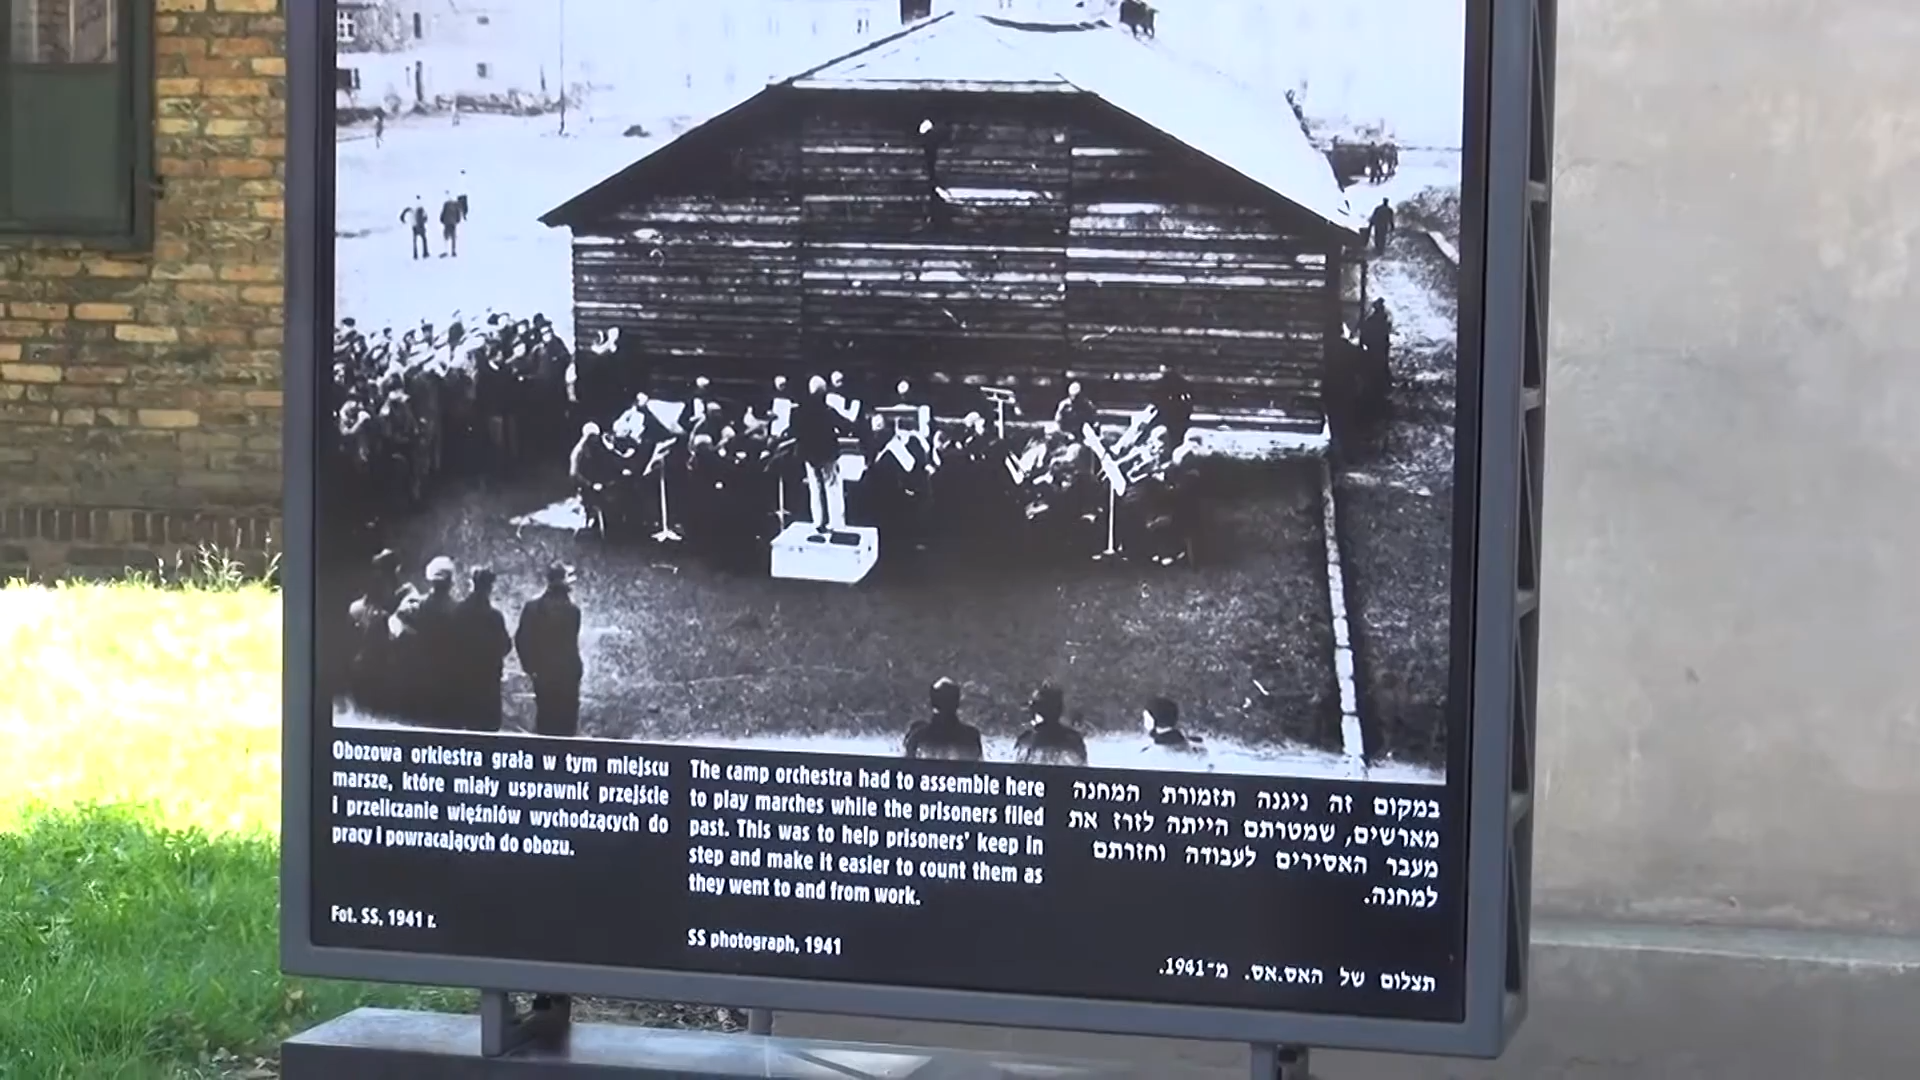 Obozowa orkiestra grała w tym miejscu
marsze, które miały usprawnić przejście
i przeliczanie więźniów wychodzących do
pracy i powracających do obozu.
Fot. SS, 1941 r.
The camp orchestra had to assemble here
to play marches while the prisoners filed
past. This was to help prisoners' keep in
step and make it easier to count them as
they went to and from work.
SS photograph, 1941
במקום זה ניגנה תזמורת המחנה
מארשים, שמטרתם הייתה לזרז את
מעבר האסירים לעבודה וחזרתם
למחנה.
תצלום של האס.אס. מ-1941.